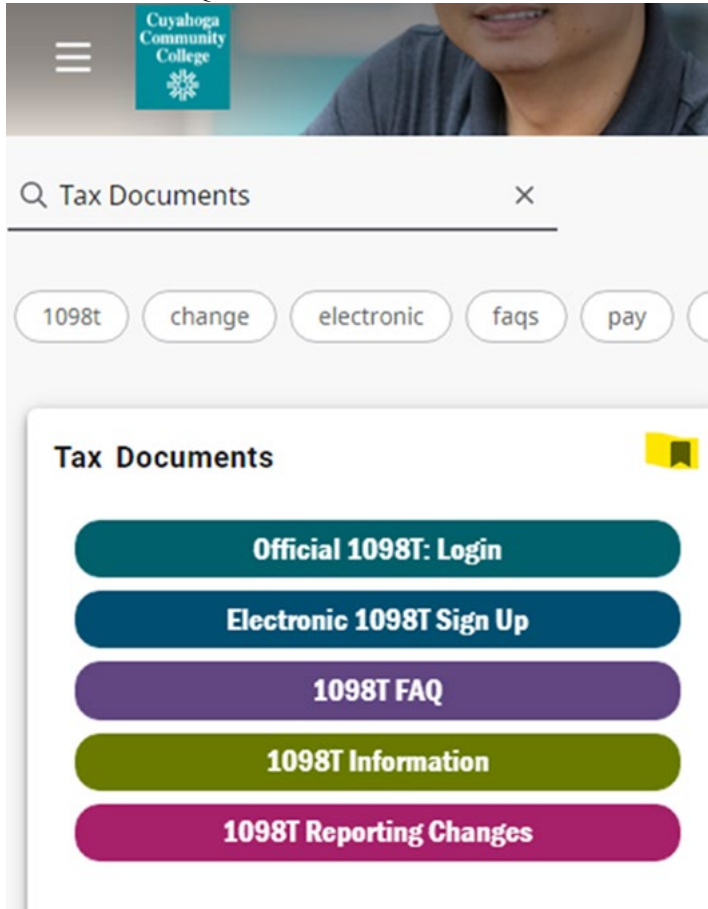 Cuyahoga
Community
College
Tax Documents
1098t change electronic faqs pay
Tax Documents
Official 1098T: Login
Electronic 1098T Sign Up
1098T FAQ
1098T Information
1098T Reporting Changes